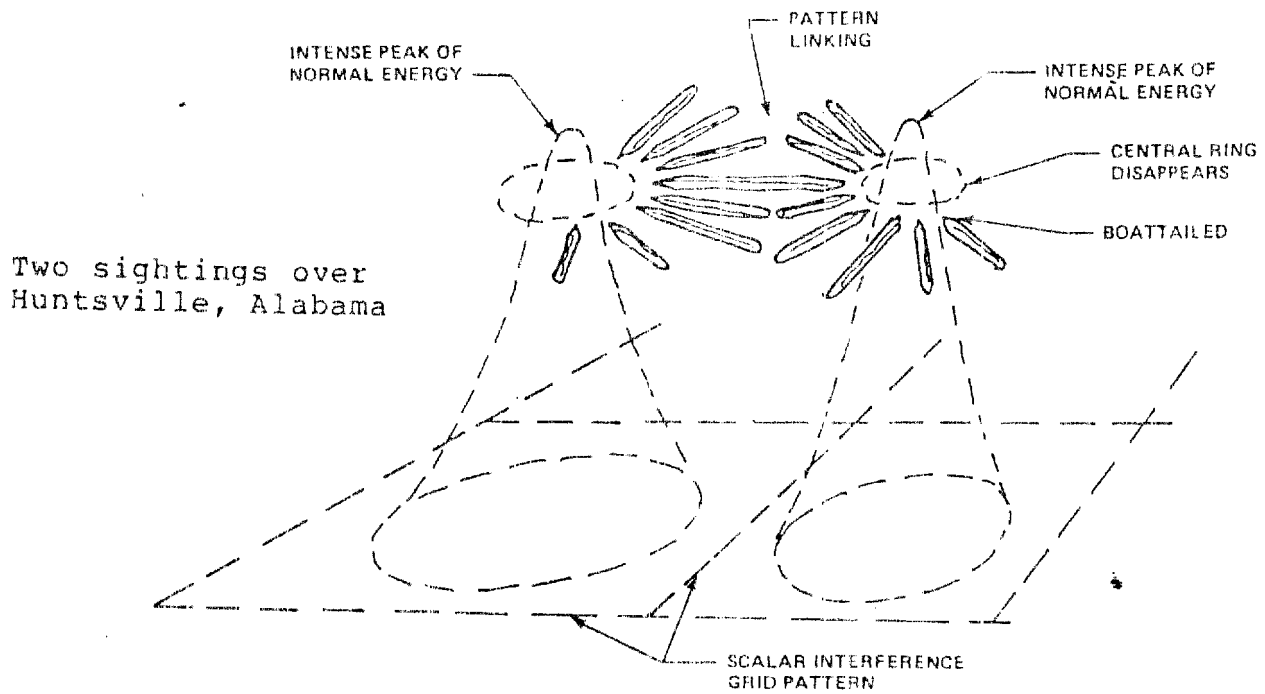 PATTERN
LINKING
INTENSE PEAK OF
NORMAL ENERGY
INTENSE PEAK OF
NORMAL ENERGY
CENTRAL RING
DISAPPEARS
BOATTAILED
Two sightings over
Huntsville, Alabama
SCALAR INTERFERENCE
GRID PATTERN